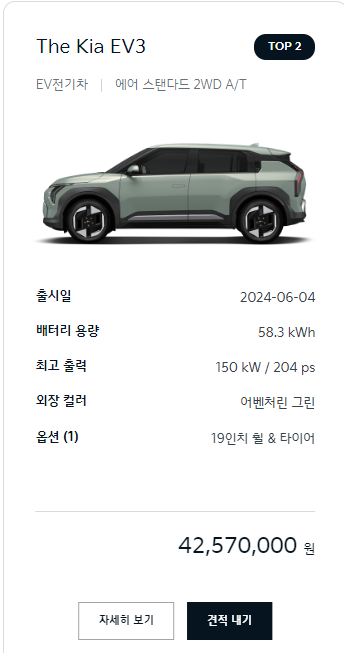 The Kia EV3
TOP 2
EV전기차 | 에어 스탠다드 2WD A/T
출시일 2024-06-04
배터리 용량 58.3 kWh
최고 출력 150 kW / 204 ps
외장 컬러 어벤처린 그린
옵션 (1) 19인치 휠 & 타이어
42,570,000 원
자세히 보기
견적 내기